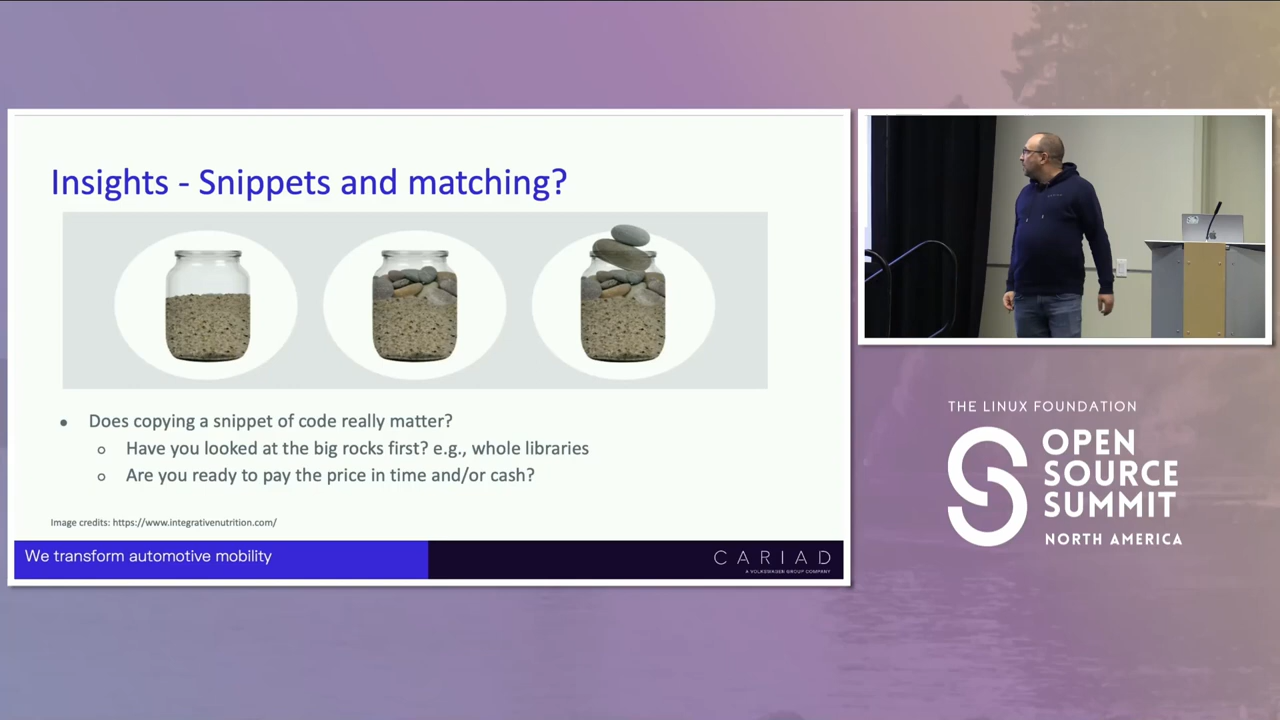 Insights - Snippets and matching?
• Does copying a snippet of code really matter?
o Have you looked at the big rocks first? e.g., whole libraries
o Are you ready to pay the price in time and/or cash?
Image credits: https://www.integrativenutrition.com/
We transform automotive mobility
CARIAD
A VOLKSWAGEN GROUP COMPANY
THE LINUX FOUNDATION
OPEN
SOURCE
SUMMIT
NORTH AMERICA